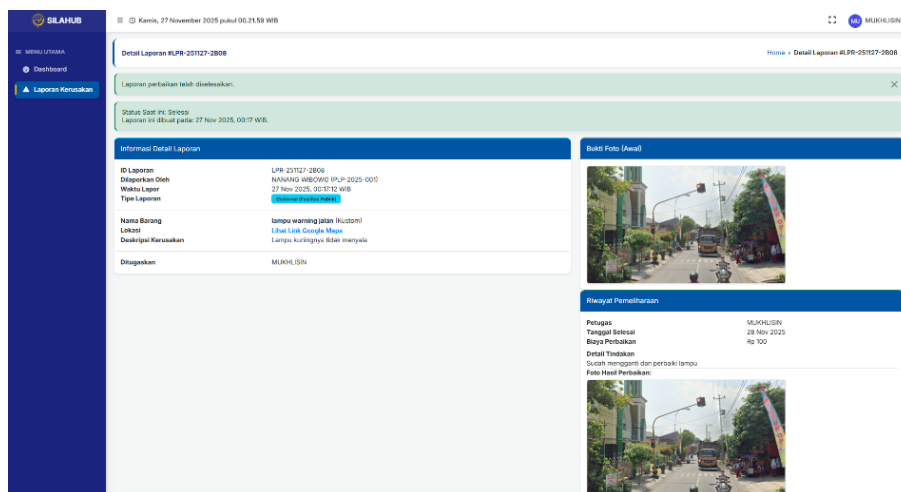 SILAHUB
Kamis, 27 November 2025 pukul 00.21.59 WIB
MU MUKHLISIN
MENU UTAMA
Dashboard
Laporan Kerusakan
Detail Laporan #LPR-251127-2B08
Home › Detail Laporan #LPR-251127-2B08
Laporan perbaikan telah diselesaikan.
Status Saat Ini: Selesai
Laporan ini dibuat pada: 27 Nov 2025, 00:17 WIB.
Informasi Detail Laporan
ID Laporan LPR-251127-2B08
Dilaporkan Oleh NANANG WIBOWO (PLP-2025-001)
Waktu Lapor 27 Nov 2025, 00:17:12 WIB
Tipe Laporan Eksternal (Fasilitas Publik)
Nama Barang lampu warning jalan (Kustom)
Lokasi Lihat Link Google Maps
Deskripsi Kerusakan Lampu kuningnya tidak menyala
Ditugaskan MUKHLISIN
Bukti Foto (Awal)
Riwayat Pemeliharaan
Petugas MUKHLISIN
Tanggal Selesai 28 Nov 2025
Biaya Perbaikan Rp 100
Detail Tindakan
Sudah mengganti dan perbaiki lampu
Foto Hasil Perbaikan: